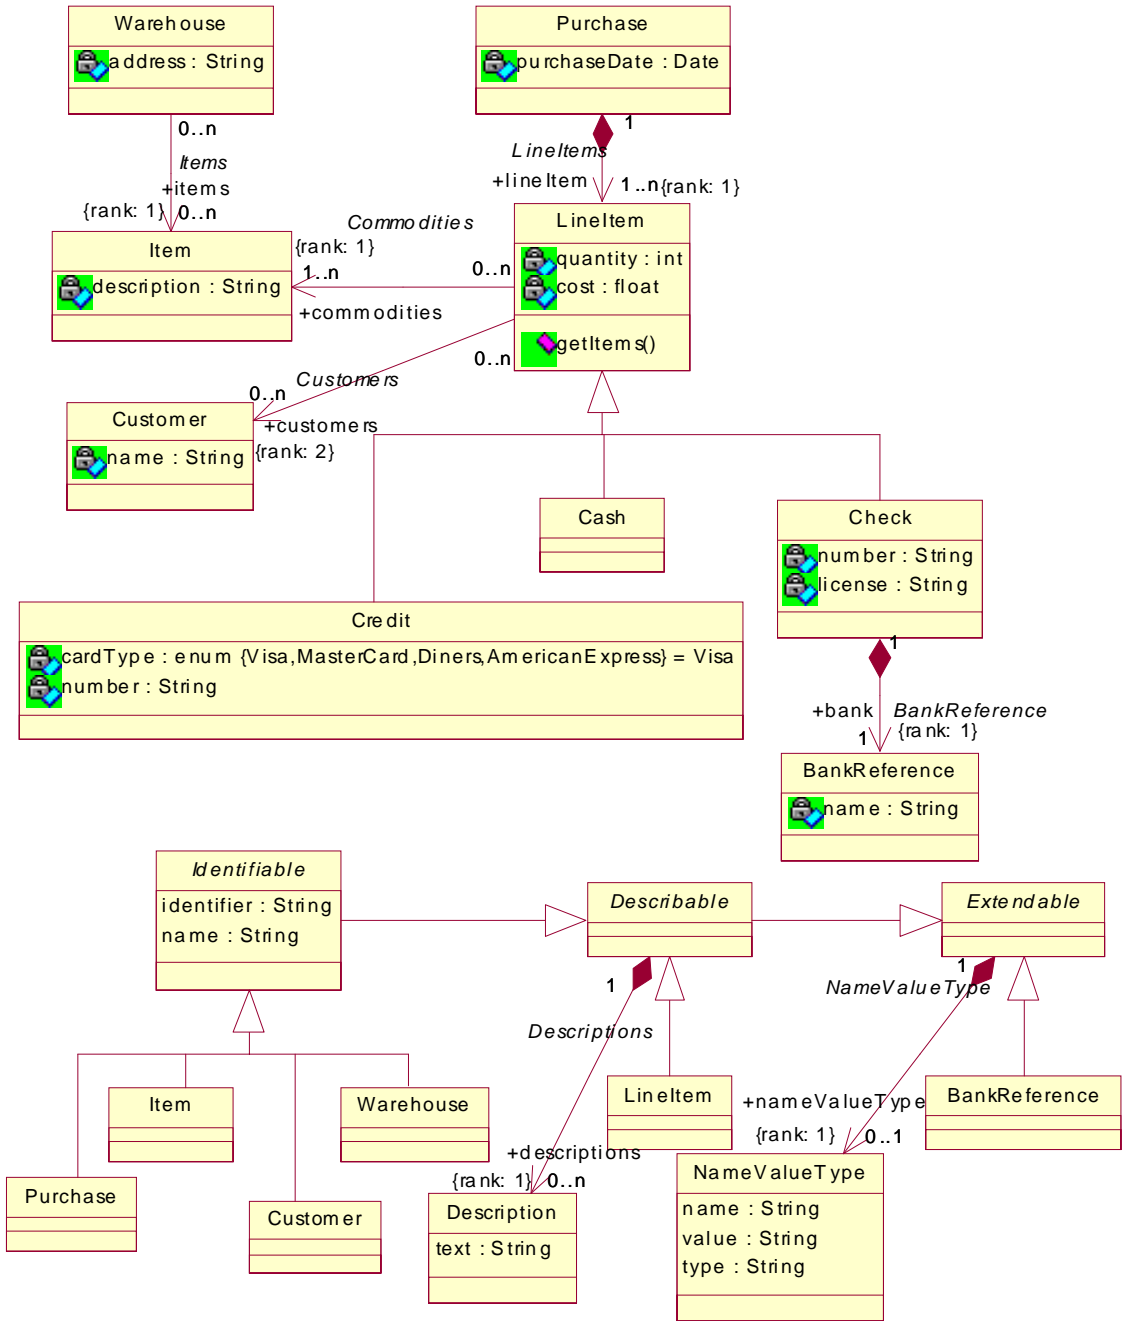 Warehouse
address : String
Purchase
purchaseDate : Date
0..n
Items
+items
{rank: 1}
0..n
1
LineItems
+lineItem
1..n
{rank: 1}
Item
description : String
Commodities
{rank: 1}
1..n
0..n
+commodities
LineItem
quantity : int
cost : float
getItems()
0..n
Customers
0..n
+customers
{rank: 2}
Customer
name : String
Cash
Check
number : String
license : String
Credit
cardType : enum {Visa,MasterCard,Diners,AmericanExpress} = Visa
number : String
1
+bank
BankReference
1
{rank: 1}
BankReference
name : String
Identifiable
identifier : String
name : String
Describable
Extendable
1
Descriptions
1
NameValueType
Item
Warehouse
LineItem
BankReference
+nameValueType
{rank: 1}
0..1
Purchase
Customer
+descriptions
{rank: 1}
0..n
Description
text : String
NameValueType
name : String
value : String
type : String